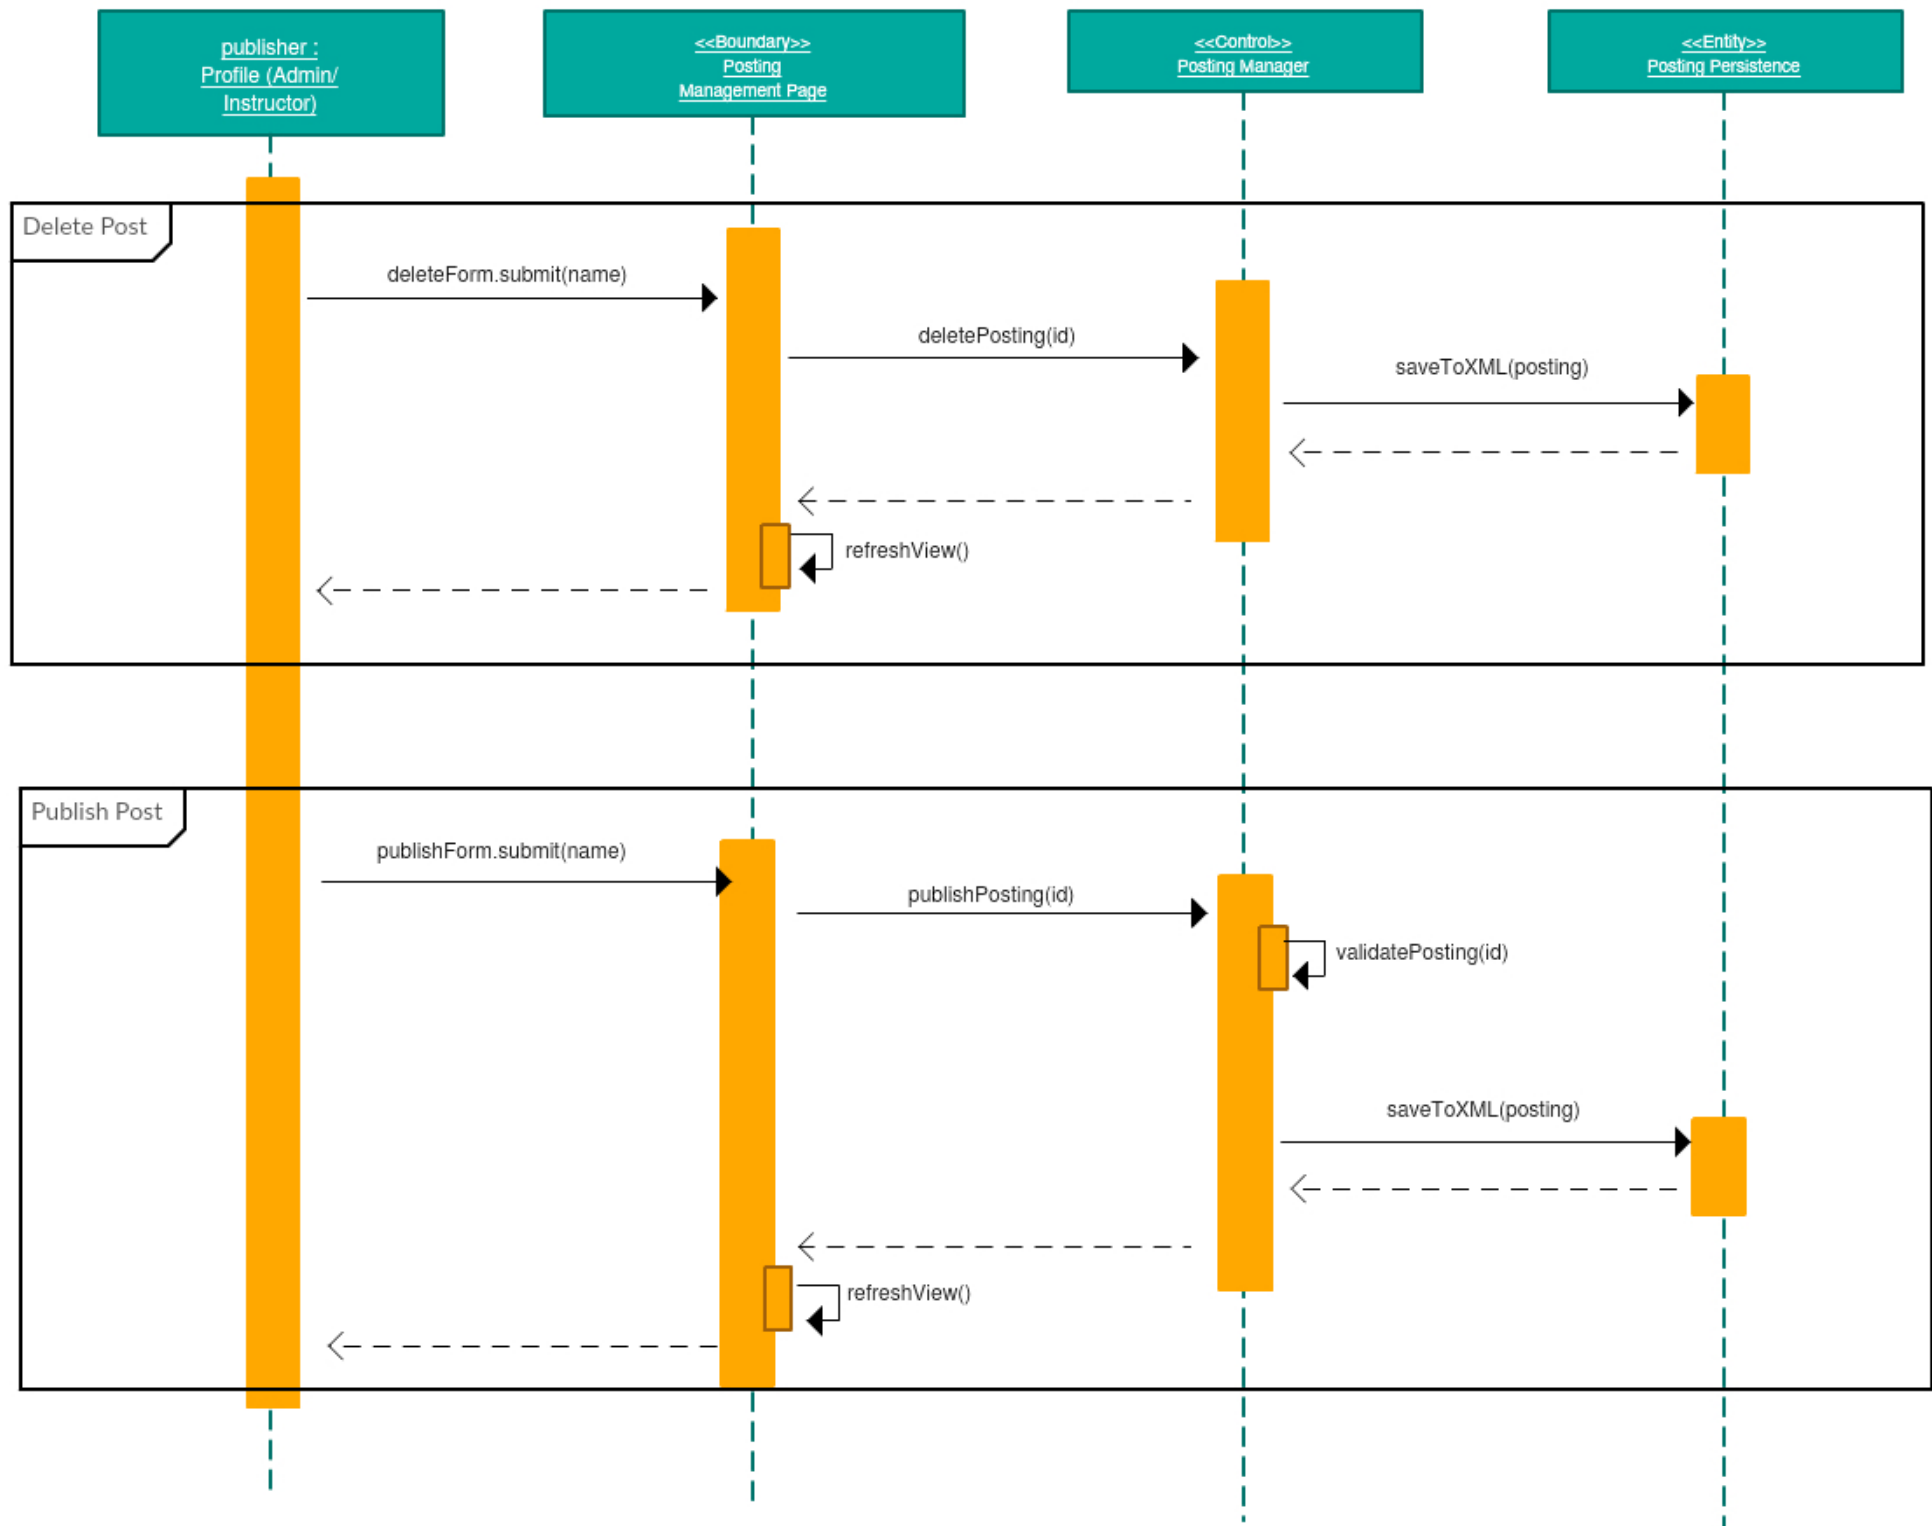 publisher :
Profile (Admin/
Instructor)
<<Boundary>>
Posting
Management Page
<<Control>>
Posting Manager
<<Entity>>
Posting Persistence
Delete Post
deleteForm.submit(name)
deletePosting(id)
saveToXML(posting)
refreshView()
Publish Post
publishForm.submit(name)
publishPosting(id)
validatePosting(id)
saveToXML(posting)
refreshView()